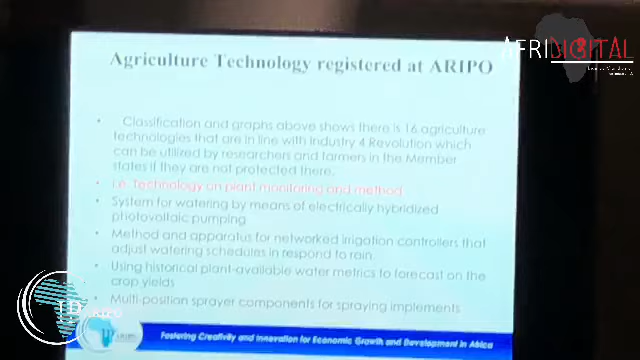 AFRIDIGITAL
Agriculture Technology registered at ARIPO
• Classification and graphs above shows there is 16 agriculture
technologies that are in line with Industry 4 Revolution which
can be utilized by researchers and farmers in the Member
states if they are not protected there.
• i.e. Technology on plant monitoring and method
• System for watering by means of electrically hybridized
photovoltaic pumping
• Method and apparatus for networked irrigation controllers that
adjust watering schedules in respond to rain.
• Using historical plant-available water metrics to forecast on the
crop yields
• Multi-position sprayer components for spraying implements
Fostering Creativity and Innovation for Economic Growth and Development in Africa